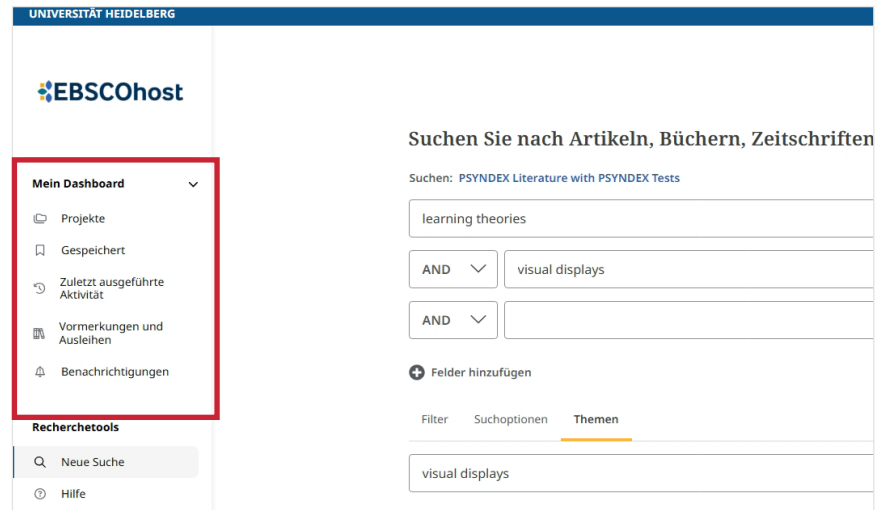 UNIVERSITÄT HEIDELBERG
EBSCOhost
Mein Dashboard
Projekte
Gespeichert
Zuletzt ausgeführte
Aktivität
Vormerkungen und
Ausleihen
Benachrichtigungen
Recherchetools
Neue Suche
Hilfe
Suchen Sie nach Artikeln, Büchern, Zeitschriften
Suchen: PSYNDEX Literature with PSYNDEX Tests
learning theories
AND visual displays
AND
Felder hinzufügen
Filter Suchoptionen Themen
visual displays